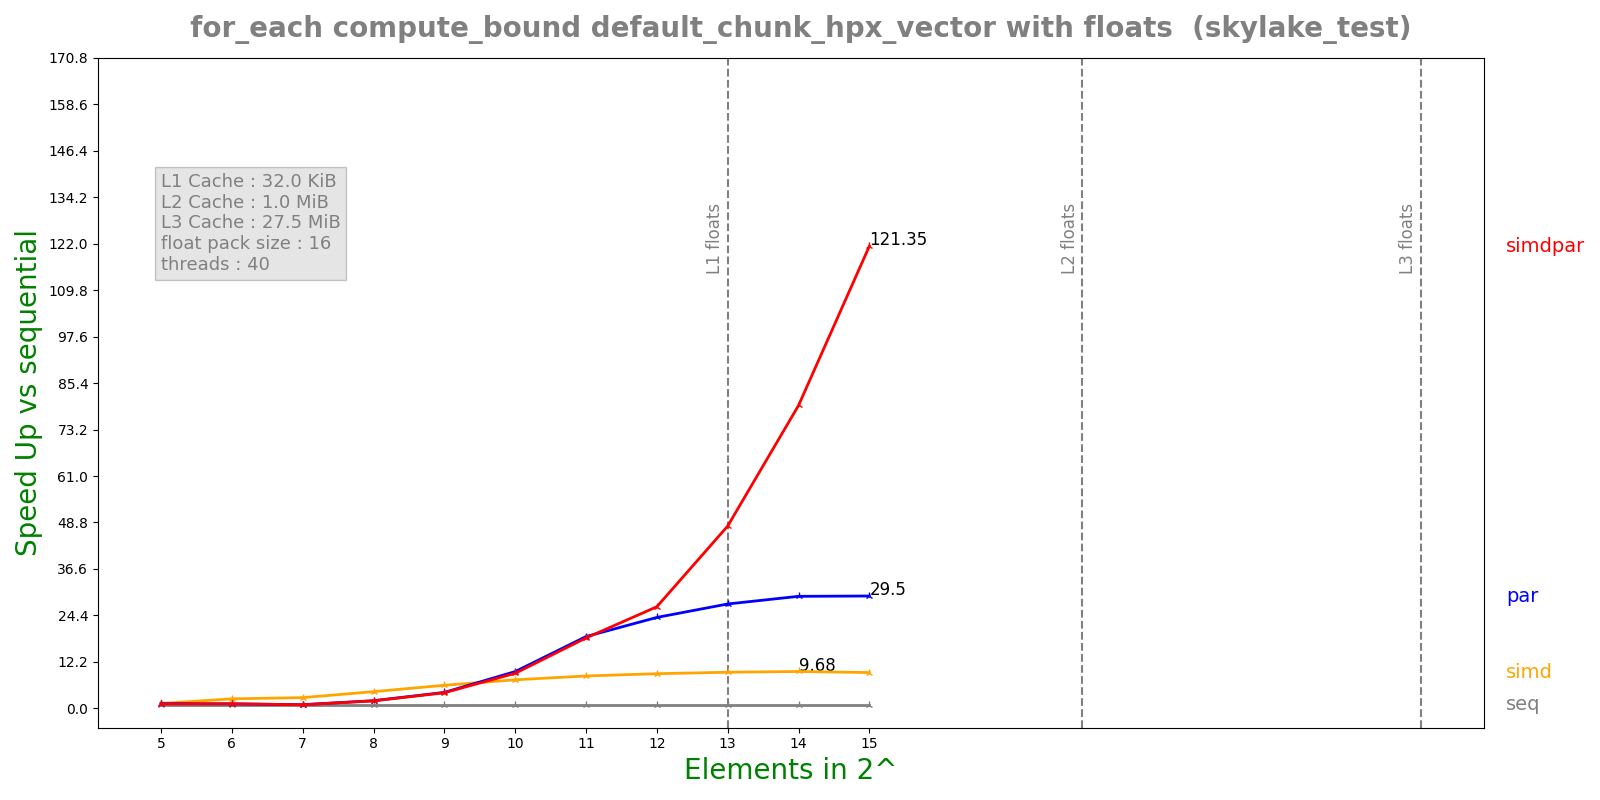 for_each compute_bound default_chunk_hpx_vector with floats  (skylake_test)
Speed Up vs sequential
170.8
158.6
146.4
134.2
122.0
109.8
97.6
85.4
73.2
61.0
48.8
36.6
24.4
12.2
0.0
L1 Cache : 32.0 KiB
L2 Cache : 1.0 MiB
L3 Cache : 27.5 MiB
float pack size : 16
threads : 40
L1 floats
L2 floats
L3 floats
121.35
29.5
9.68
simdpar
par
simd
seq
5 6 7 8 9 10 11 12 13 14 15
Elements in 2^